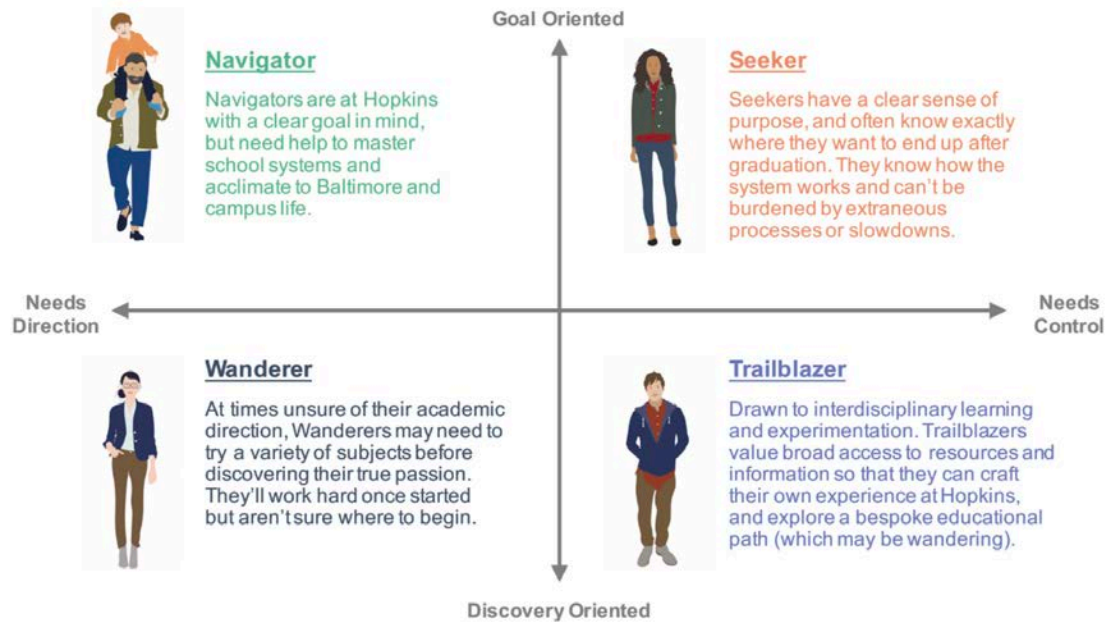 Goal Oriented
Navigator
Navigators are at Hopkins
with a clear goal in mind,
but need help to master
school systems and
acclimate to Baltimore and
campus life.
Seeker
Seekers have a clear sense of
purpose, and often know exactly
where they want to end up after
graduation. They know how the
system works and can't be
burdened by extraneous
processes or slowdowns.
Needs
Direction
Needs
Control
Wanderer
At times unsure of their academic
direction, Wanderers may need to
try a variety of subjects before
discovering their true passion.
They'll work hard once started
but aren't sure where to begin.
Trailblazer
Drawn to interdisciplinary learning
and experimentation. Trailblazers
value broad access to resources and
information so that they can craft
their own experience at Hopkins,
and explore a bespoke educational
path (which may be wandering).
Discovery Oriented